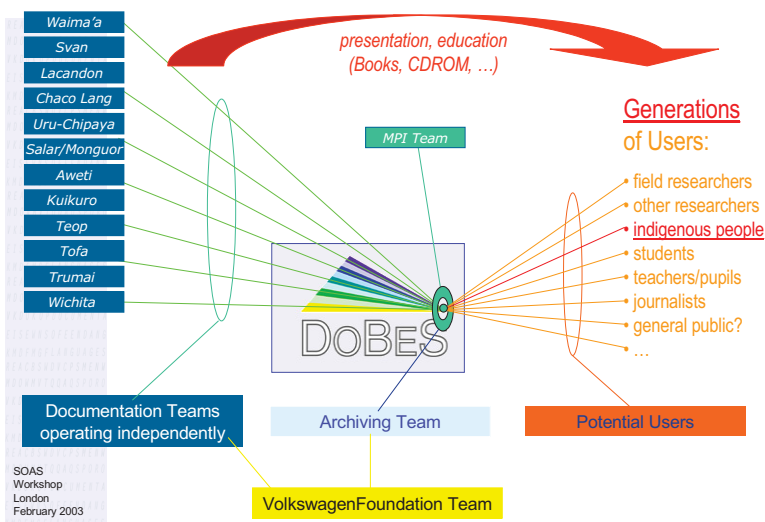 Waima'a
Svan
Lacandon
Chaco Lang
Uru-Chipaya
Salar/Monguor
Aweti
Kuikuro
Teop
Tofa
Trumai
Wichita
presentation, education
(Books, CDROM, …)
MPI Team
DOBES
Generations
of Users:
• field researchers
• other researchers
• indigenous people
• students
• teachers/pupils
• journalists
• general public?
• …
Documentation Teams
operating independently
Archiving Team
Potential Users
VolkswagenFoundation Team
SOAS
Workshop
London
February 2003